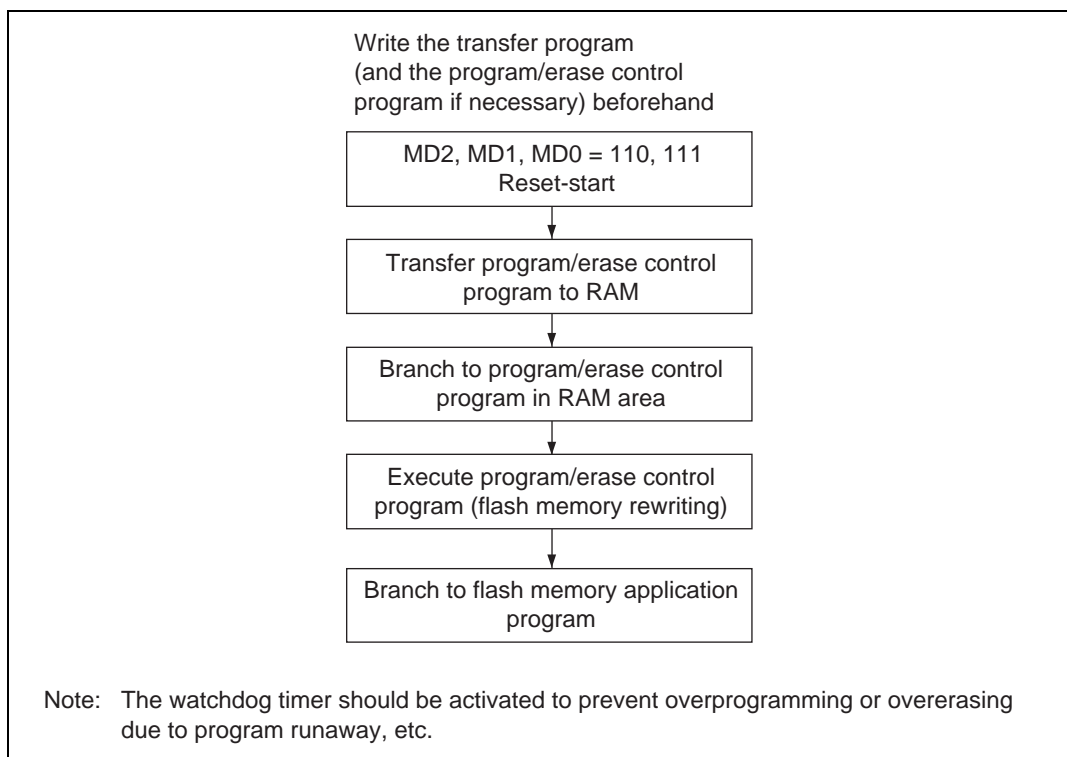 Write the transfer program
(and the program/erase control
program if necessary) beforehand
MD2, MD1, MD0 = 110, 111
Reset-start
Transfer program/erase control
program to RAM
Branch to program/erase control
program in RAM area
Execute program/erase control
program (flash memory rewriting)
Branch to flash memory application
program
Note: The watchdog timer should be activated to prevent overprogramming or overerasing
due to program runaway, etc.